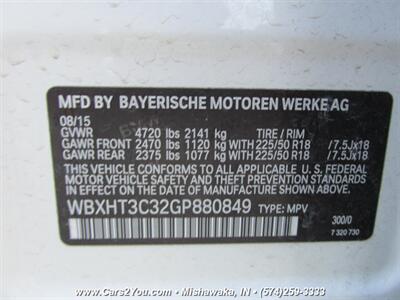 MFD BY BAYERISCHE MOTOREN WERKE AG
08/15
GVWR 4720 lbs 2141 kg TIRE / RIM
GAWR FRONT 2470 lbs 1120 kg WITH 225/50 R18 /7.5Jx18
GAWR REAR 2375 lbs 1077 kg WITH 225/50 R18 /7.5Jx18
THIS VEHICLE CONFORMS TO ALL APPLICABLE U.S. FEDERAL
MOTOR VEHICLE SAFETY, BUMPER, AND THEFT PREVENTION
STANDARDS IN EFFECT ON THE DATE OF MANUFACTURE SHOWN ABOVE.
WBXHT3C32GP880849 TYPE: MPV
300/0
7 320 730
www.Cars2You.com - Mishawaka, IN - (574)259-3333